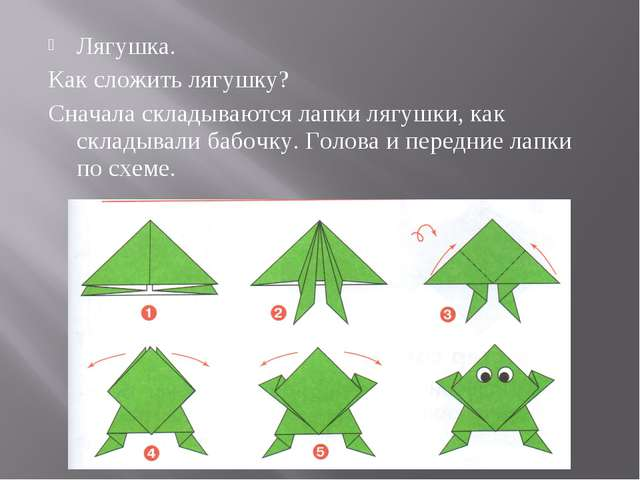 Лягушка.
Как сложить лягушку?
Сначала складываются лапки лягушки, как
складывали бабочку. Голова и передние лапки
по схеме.
1 2 3
4 5